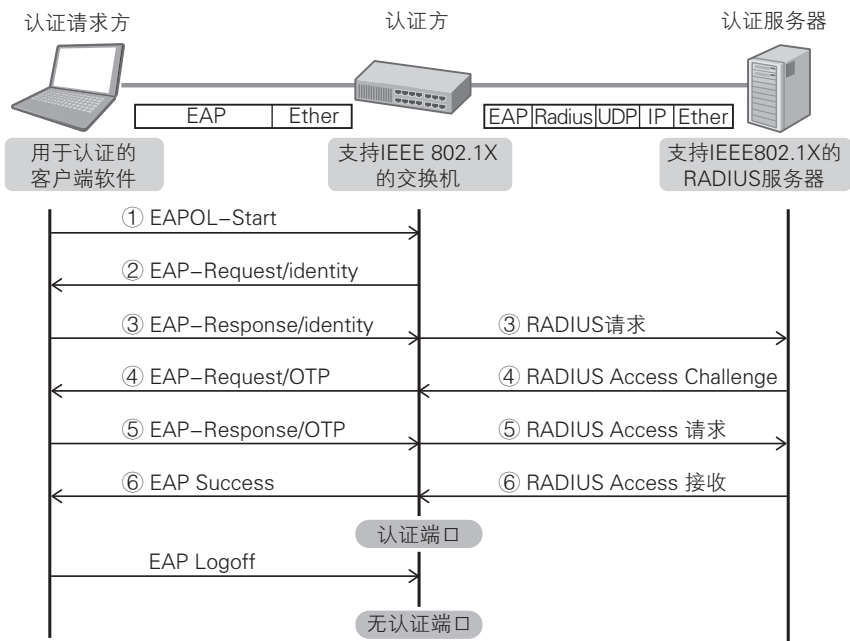 认证请求方
认证方
认证服务器
EAP Ether
EAP Radius UDP IP Ether
用于认证的
客户端软件
支持IEEE 802.1X
的交换机
支持IEEE802.1X的
RADIUS服务器
① EAPOL–Start
② EAP–Request/identity
③ EAP–Response/identity
③ RADIUS请求
④ EAP–Request/OTP
④ RADIUS Access Challenge
⑤ EAP–Response/OTP
⑤ RADIUS Access 请求
⑥ EAP Success
⑥ RADIUS Access 接收
认证端口
EAP Logoff
无认证端口